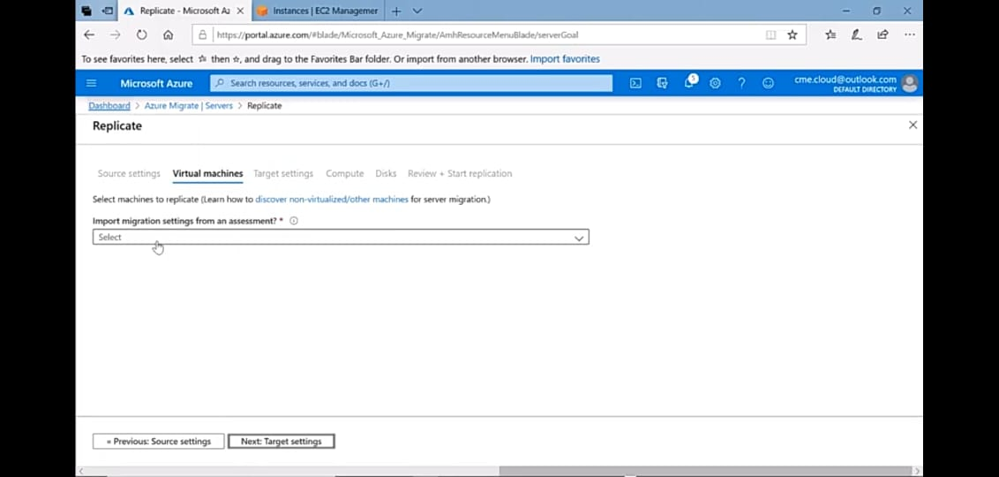 Replicate - Microsoft Az
Instances | EC2 Managemer
https://portal.azure.com/#blade/Microsoft_Azure_Migrate/AmhResourceMenuBlade/serverGoal
To see favorites here, select ☆ then ☆, and drag to the Favorites Bar folder. Or import from another browser. Import favorites
Microsoft Azure
Search resources, services, and docs (G+/)
5
cme.cloud@outlook.com
DEFAULT DIRECTORY
Dashboard > Azure Migrate | Servers > Replicate
Replicate
Source settings Virtual machines Target settings Compute Disks Review + Start replication
Select machines to replicate (Learn how to discover non-virtualized/other machines for server migration.)
Import migration settings from an assessment? *
Select
« Previous: Source settings
Next: Target settings